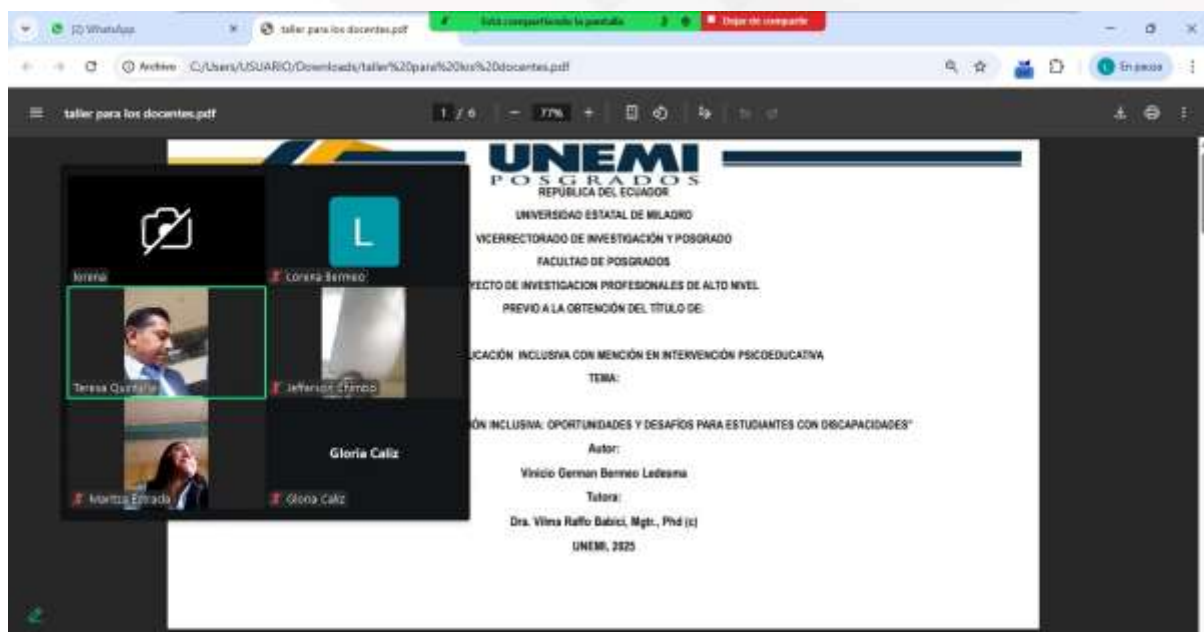 (2) WhatsApp
taller para los docentes.pdf
Está compartiendo la pantalla
Dejar de compartir
Archivo
C:/Users/USUARIO/Downloads/taller%20para%20los%20docentes.pdf
En pausa
taller para los docentes.pdf
1 / 6
77%
UNEMI
POSGRADOS
REPÚBLICA DEL ECUADOR
UNIVERSIDAD ESTATAL DE MILAGRO
VICERRECTORADO DE INVESTIGACIÓN Y POSGRADO
FACULTAD DE POSGRADOS
YECTO DE INVESTIGACION PROFESIONALES DE ALTO NIVEL
PREVIO A LA OBTENCIÓN DEL TÍTULO DE:
UCACIÓN INCLUSIVA CON MENCIÓN EN INTERVENCIÓN PSICOEDUCATIVA
TEMA:
IÓN INCLUSIVA: OPORTUNIDADES Y DESAFÍOS PARA ESTUDIANTES CON DISCAPACIDADES"
Autor:
Vinicio German Bermeo Ledesma
Tutora:
Dra. Vilma Raffo Babici, Mgtr., Phd (c)
UNEMI, 2025
L
lorena
Lorena Bermeo
Teresa Quintana
Jefferson Chimbo
Gloria Caliz
Maritza Estrada
Gloria Caliz